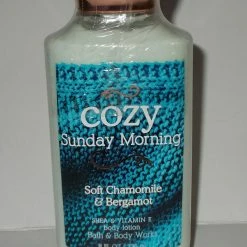 cozy
Sunday Morning
Soft Chamomile
& Bergamot
SHEA & VITAMIN E
Body lotion
Bath & Body Works